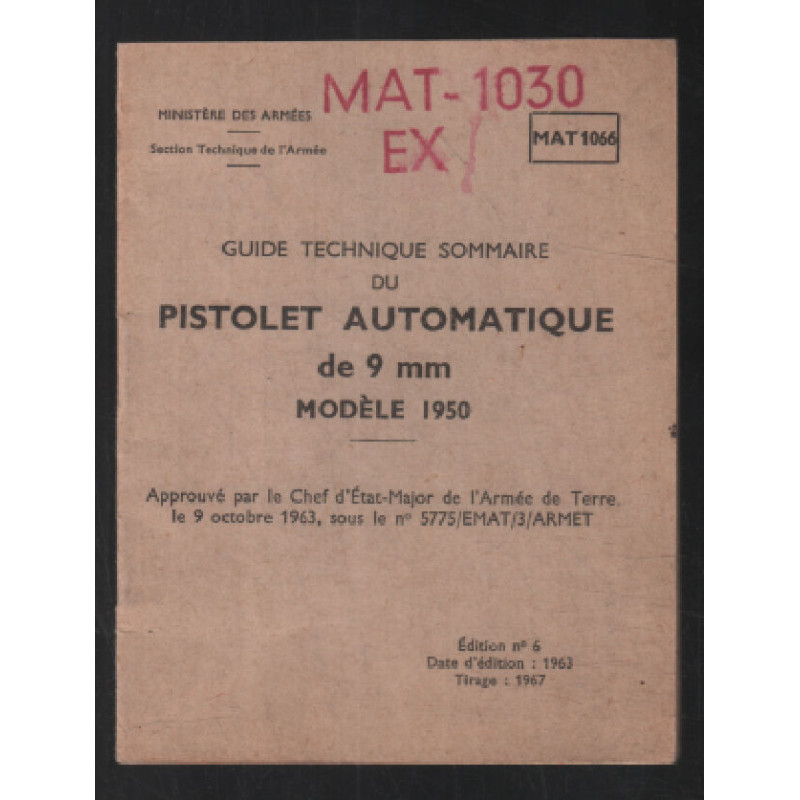 MAT-1030
EX
MINISTÈRE DES ARMÉES
Section Technique de l'Armée
MAT 1066
GUIDE TECHNIQUE SOMMAIRE
DU
PISTOLET AUTOMATIQUE
de 9 mm
MODÈLE 1950
Approuvé par le Chef d'État-Major de l'Armée de Terre,
le 9 octobre 1963, sous le nº 5775/EMAT/3/ARMET
Édition nº 6
Date d'édition : 1963
Tirage : 1967